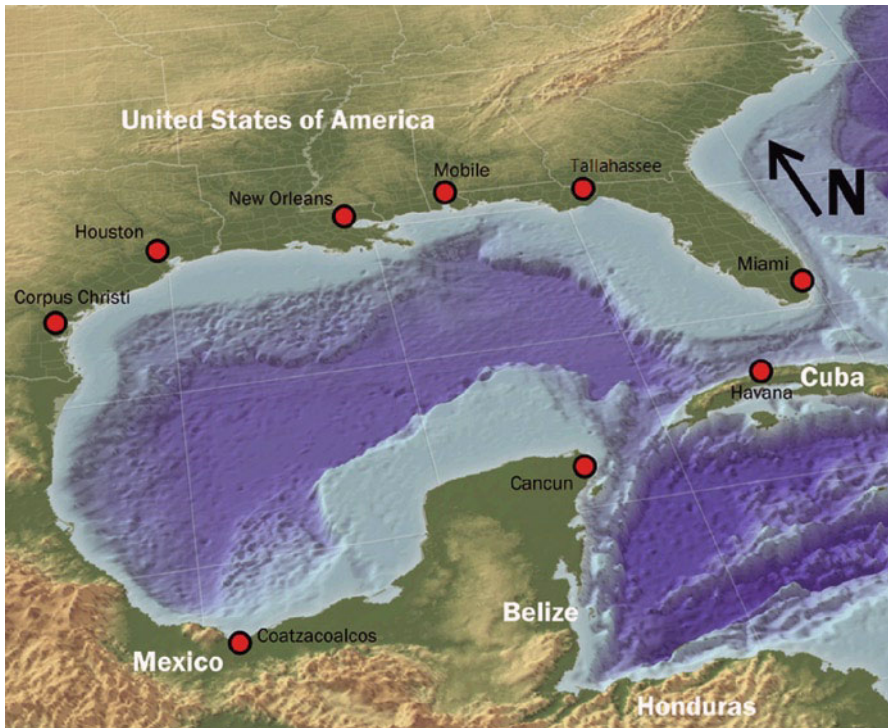 United States of America
Mobile
Tallahassee
New Orleans
N
Houston
Miami
Corpus Christi
Cuba
Havana
Cancun
Belize
Coatzacoalcos
Mexico
Honduras